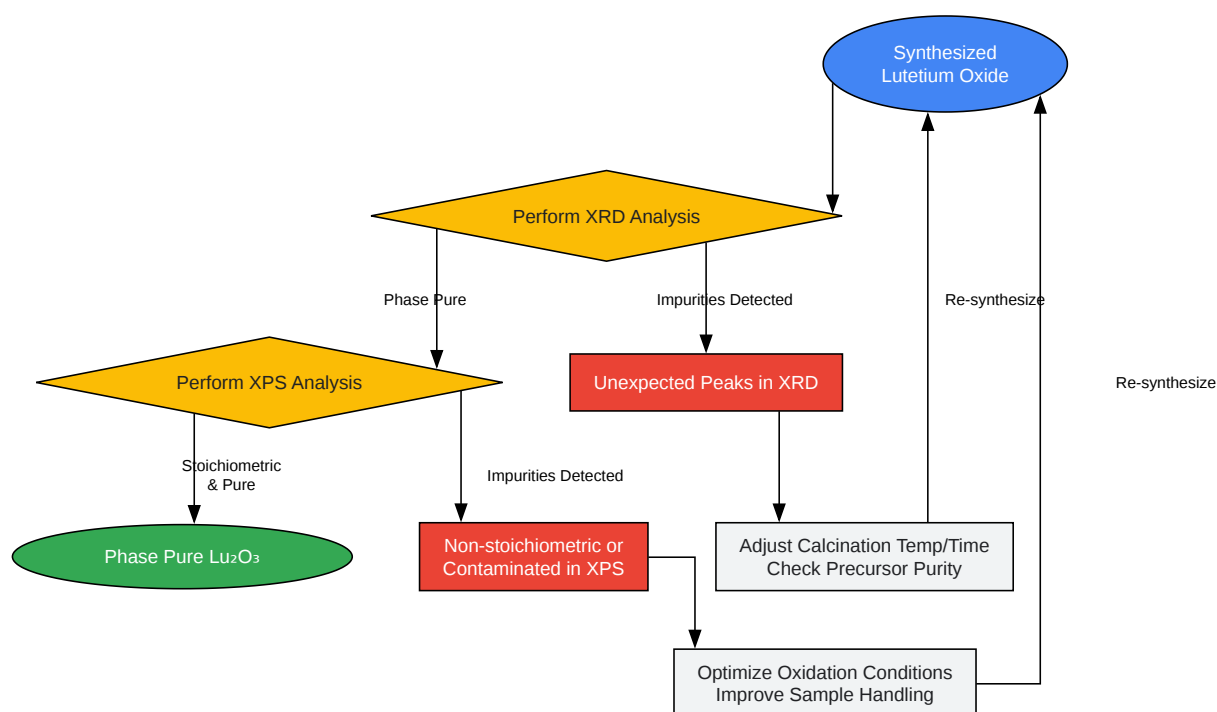 Synthesized
Lutetium Oxide
Perform XRD Analysis
Phase Pure
Impurities Detected
Re-synthesize
Perform XPS Analysis
Unexpected Peaks in XRD
Re-synthesize
Stoichiometric
& Pure
Impurities Detected
Phase Pure Lu₂O₃
Non-stoichiometric or
Contaminated in XPS
Adjust Calcination Temp/Time
Check Precursor Purity
Optimize Oxidation Conditions
Improve Sample Handling